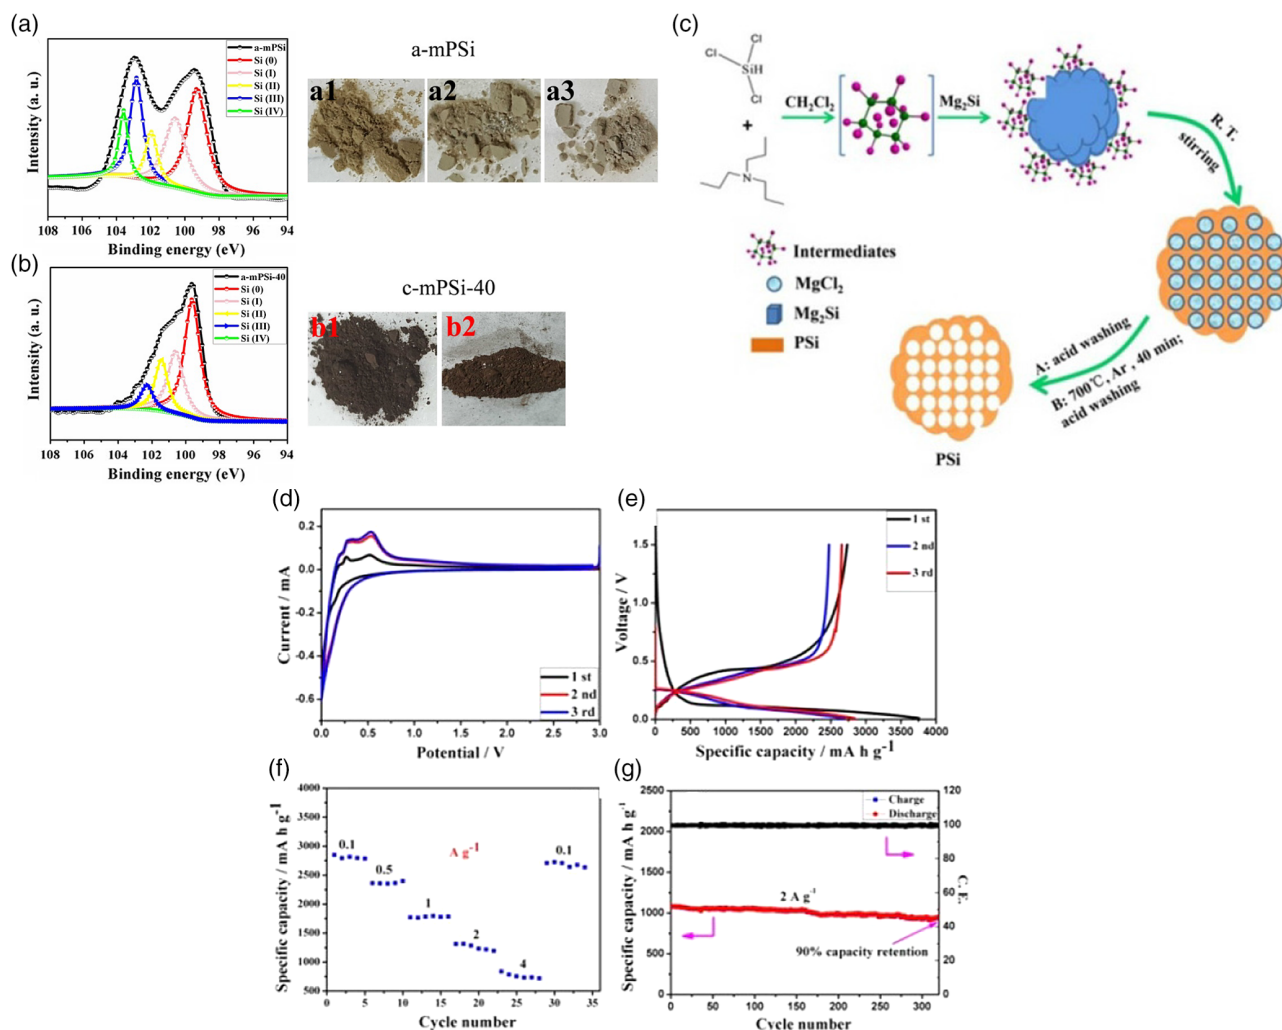 (a)
Intensity (a. u.)
a-mPSi
Si (0)
Si (I)
Si (II)
Si (III)
Si (IV)
108 106 104 102 100 98 96 94
Binding energy (eV)
a-mPSi
a1
a2
a3
(b)
Intensity (a. u.)
a-mPSi-40
Si (0)
Si (I)
Si (II)
Si (III)
Si (IV)
108 106 104 102 100 98 96 94
Binding energy (eV)
c-mPSi-40
b1
b2
(c)
Cl
Cl
SiH
Cl
+
N
CH2Cl2
Mg2Si
R. T.
stirring
Intermediates
MgCl2
Mg2Si
PSi
A: acid washing
B: 700℃, Ar, 40 min;
acid washing
PSi
(d)
Current / mA
0.2
0.0
-0.2
-0.4
-0.6
1 st
2 nd
3 rd
0.0 0.5 1.0 1.5 2.0 2.5 3.0
Potential / V
(e)
Voltage / V
1.5
1.0
0.5
0.0
1 st
2 nd
3 rd
0 500 1000 1500 2000 2500 3000 3500 4000
Specific capacity / mA h g-1
(f)
Specific capacity / mA h g-1
4000
3500
3000
2500
2000
1500
1000
500
0.1
0.5
1
2
4
0.1
A g-1
0 5 10 15 20 25 30 35
Cycle number
(g)
Specific capacity / mA h g-1
2500
2000
1500
1000
500
0
Charge
Discharge
2 A g-1
90% capacity retention
120
100
80
60
40
20
0
C.E.
0 50 100 150 200 250 300
Cycle number